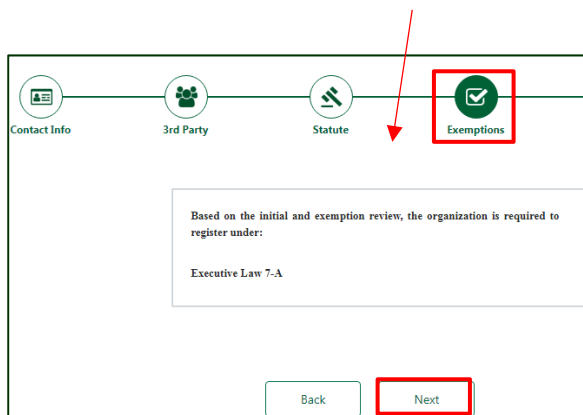 Contact Info
3rd Party
Statute
Exemptions
Based on the initial and exemption review, the organization is required to
register under:
Executive Law 7-A
Back
Next